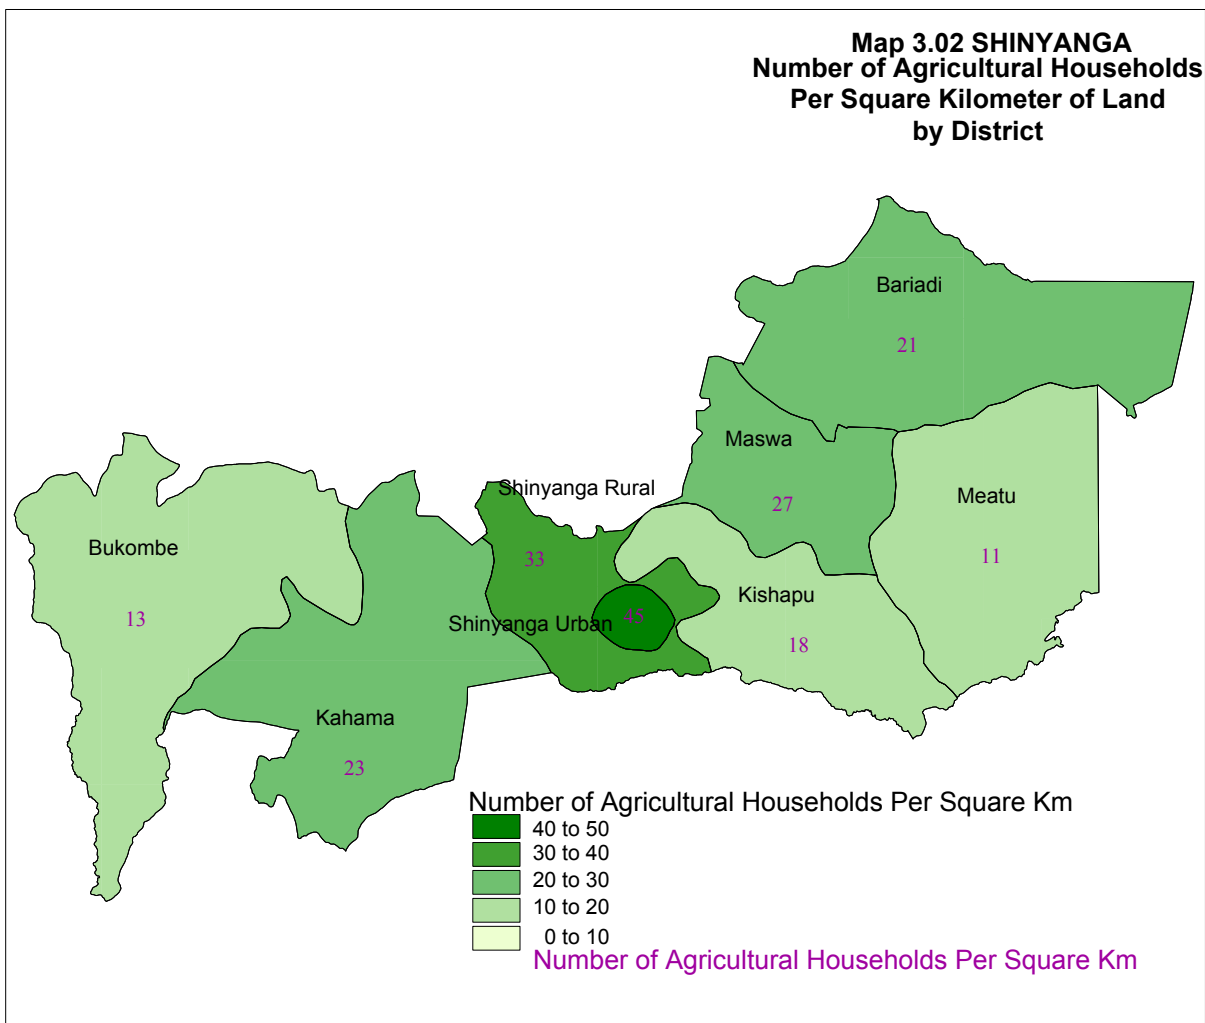 Map 3.02 SHINYANGA
Number of Agricultural Households
Per Square Kilometer of Land
by District
Bariadi
21
Maswa
27
Meatu
11
Shinyanga Rural
33
Bukombe
13
Kishapu
18
Shinyanga Urban
45
Kahama
23
Number of Agricultural Households Per Square Km
40 to 50
30 to 40
20 to 30
10 to 20
0 to 10
Number of Agricultural Households Per Square Km